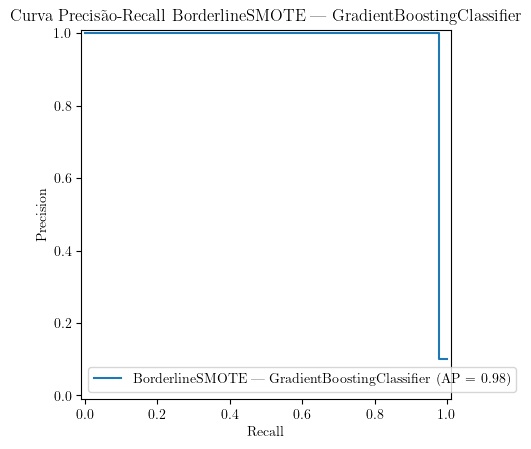 Curva Precisão-Recall BorderlineSMOTE — GradientBoostingClassifier
1.0
0.8
0.6
0.4
0.2
0.0
Precision
BorderlineSMOTE — GradientBoostingClassifier (AP = 0.98)
0.0 0.2 0.4 0.6 0.8 1.0
Recall